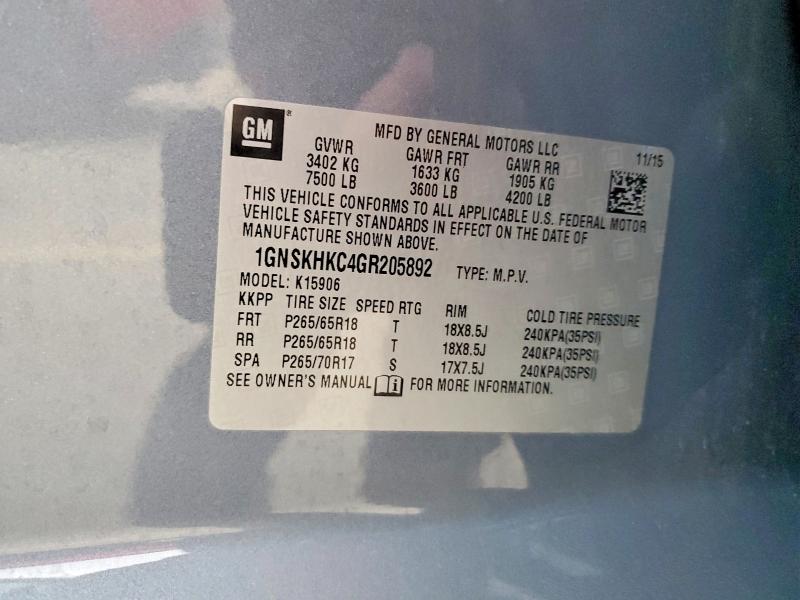 GM ®
MFD BY GENERAL MOTORS LLC
11/15
GVWR GAWR FRT GAWR RR
3402 KG 1633 KG 1905 KG
7500 LB 3600 LB 4200 LB
THIS VEHICLE CONFORMS TO ALL APPLICABLE U.S. FEDERAL MOTOR
VEHICLE SAFETY STANDARDS IN EFFECT ON THE DATE OF
MANUFACTURE SHOWN ABOVE.
1GNSKHKC4GR205892 TYPE: M.P.V.
MODEL: K15906
KKPP TIRE SIZE SPEED RTG RIM COLD TIRE PRESSURE
FRT P265/65R18 T 18X8.5J 240KPA(35PSI)
RR P265/65R18 T 18X8.5J 240KPA(35PSI)
SPA P265/70R17 S 17X7.5J 240KPA(35PSI)
SEE OWNER'S MANUAL i FOR MORE INFORMATION.